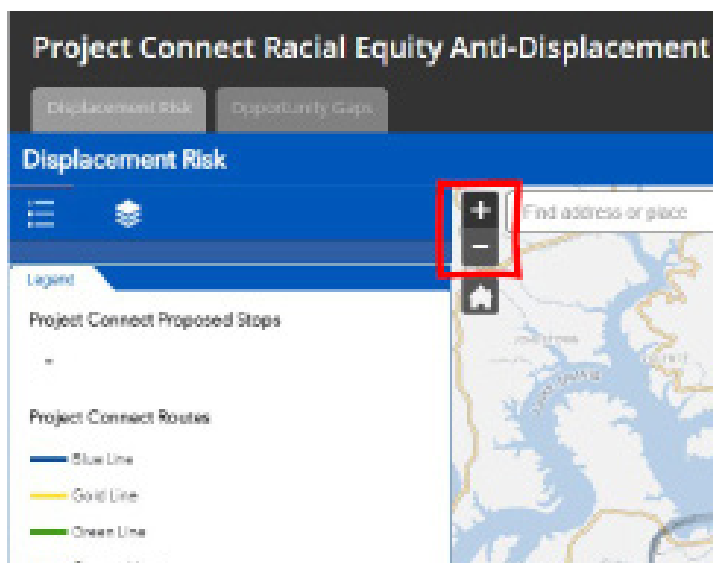 Project Connect Racial Equity Anti-Displacement
Displacement Risk
Opportunity Gaps
Displacement Risk
+
Find address or place
−
Legend
Project Connect Proposed Stops
Project Connect Routes
Blue Line
Gold Line
Green Line